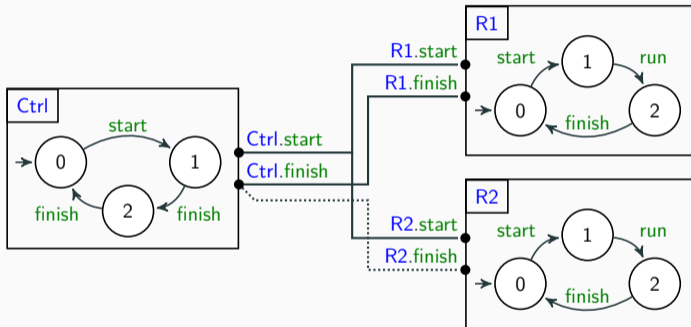 Ctrl
start
0
1
2
finish
finish
Ctrl.start
Ctrl.finish
R1.start
R1.finish
R2.start
R2.finish
R1
start
run
1
0
2
finish
R2
start
run
1
0
2
finish